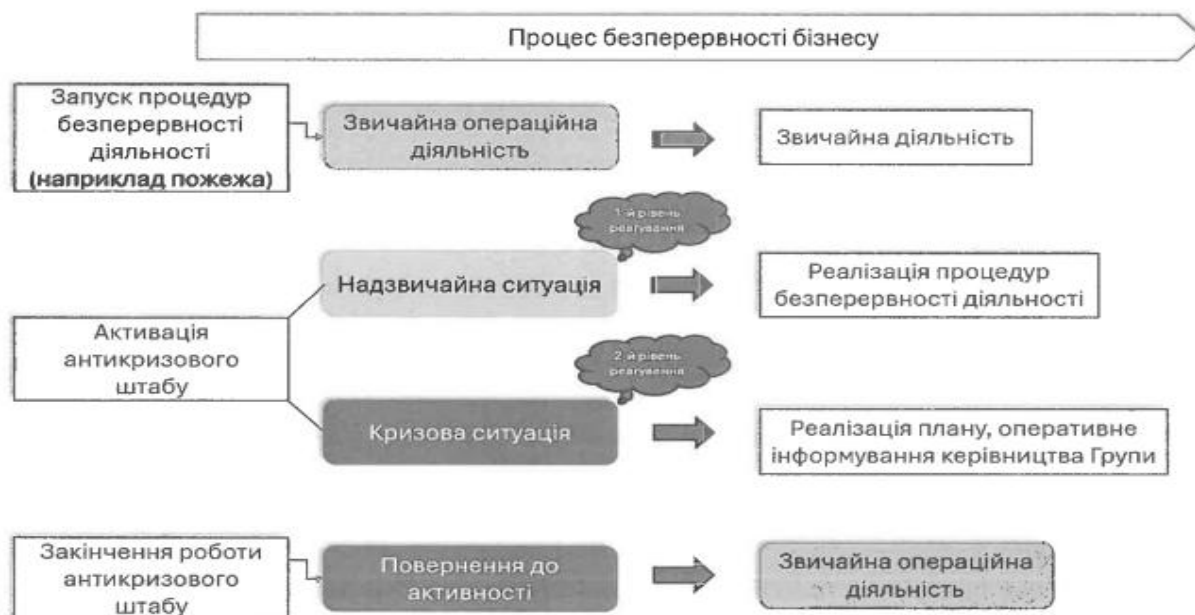 Процес безперервності бізнесу
Запуск процедур
безперервності
діяльності
(наприклад пожежа)
Звичайна операційна
діяльність
Звичайна діяльність
1-й рівень
реагування
Надзвичайна ситуація
Реалізація процедур
безперервності діяльності
Активація
антикризового
штабу
2-й рівень
реагування
Кризова ситуація
Реалізація плану, оперативне
інформування керівництва Групи
Закінчення роботи
антикризового
штабу
Повернення до
активності
Звичайна операційна
діяльність